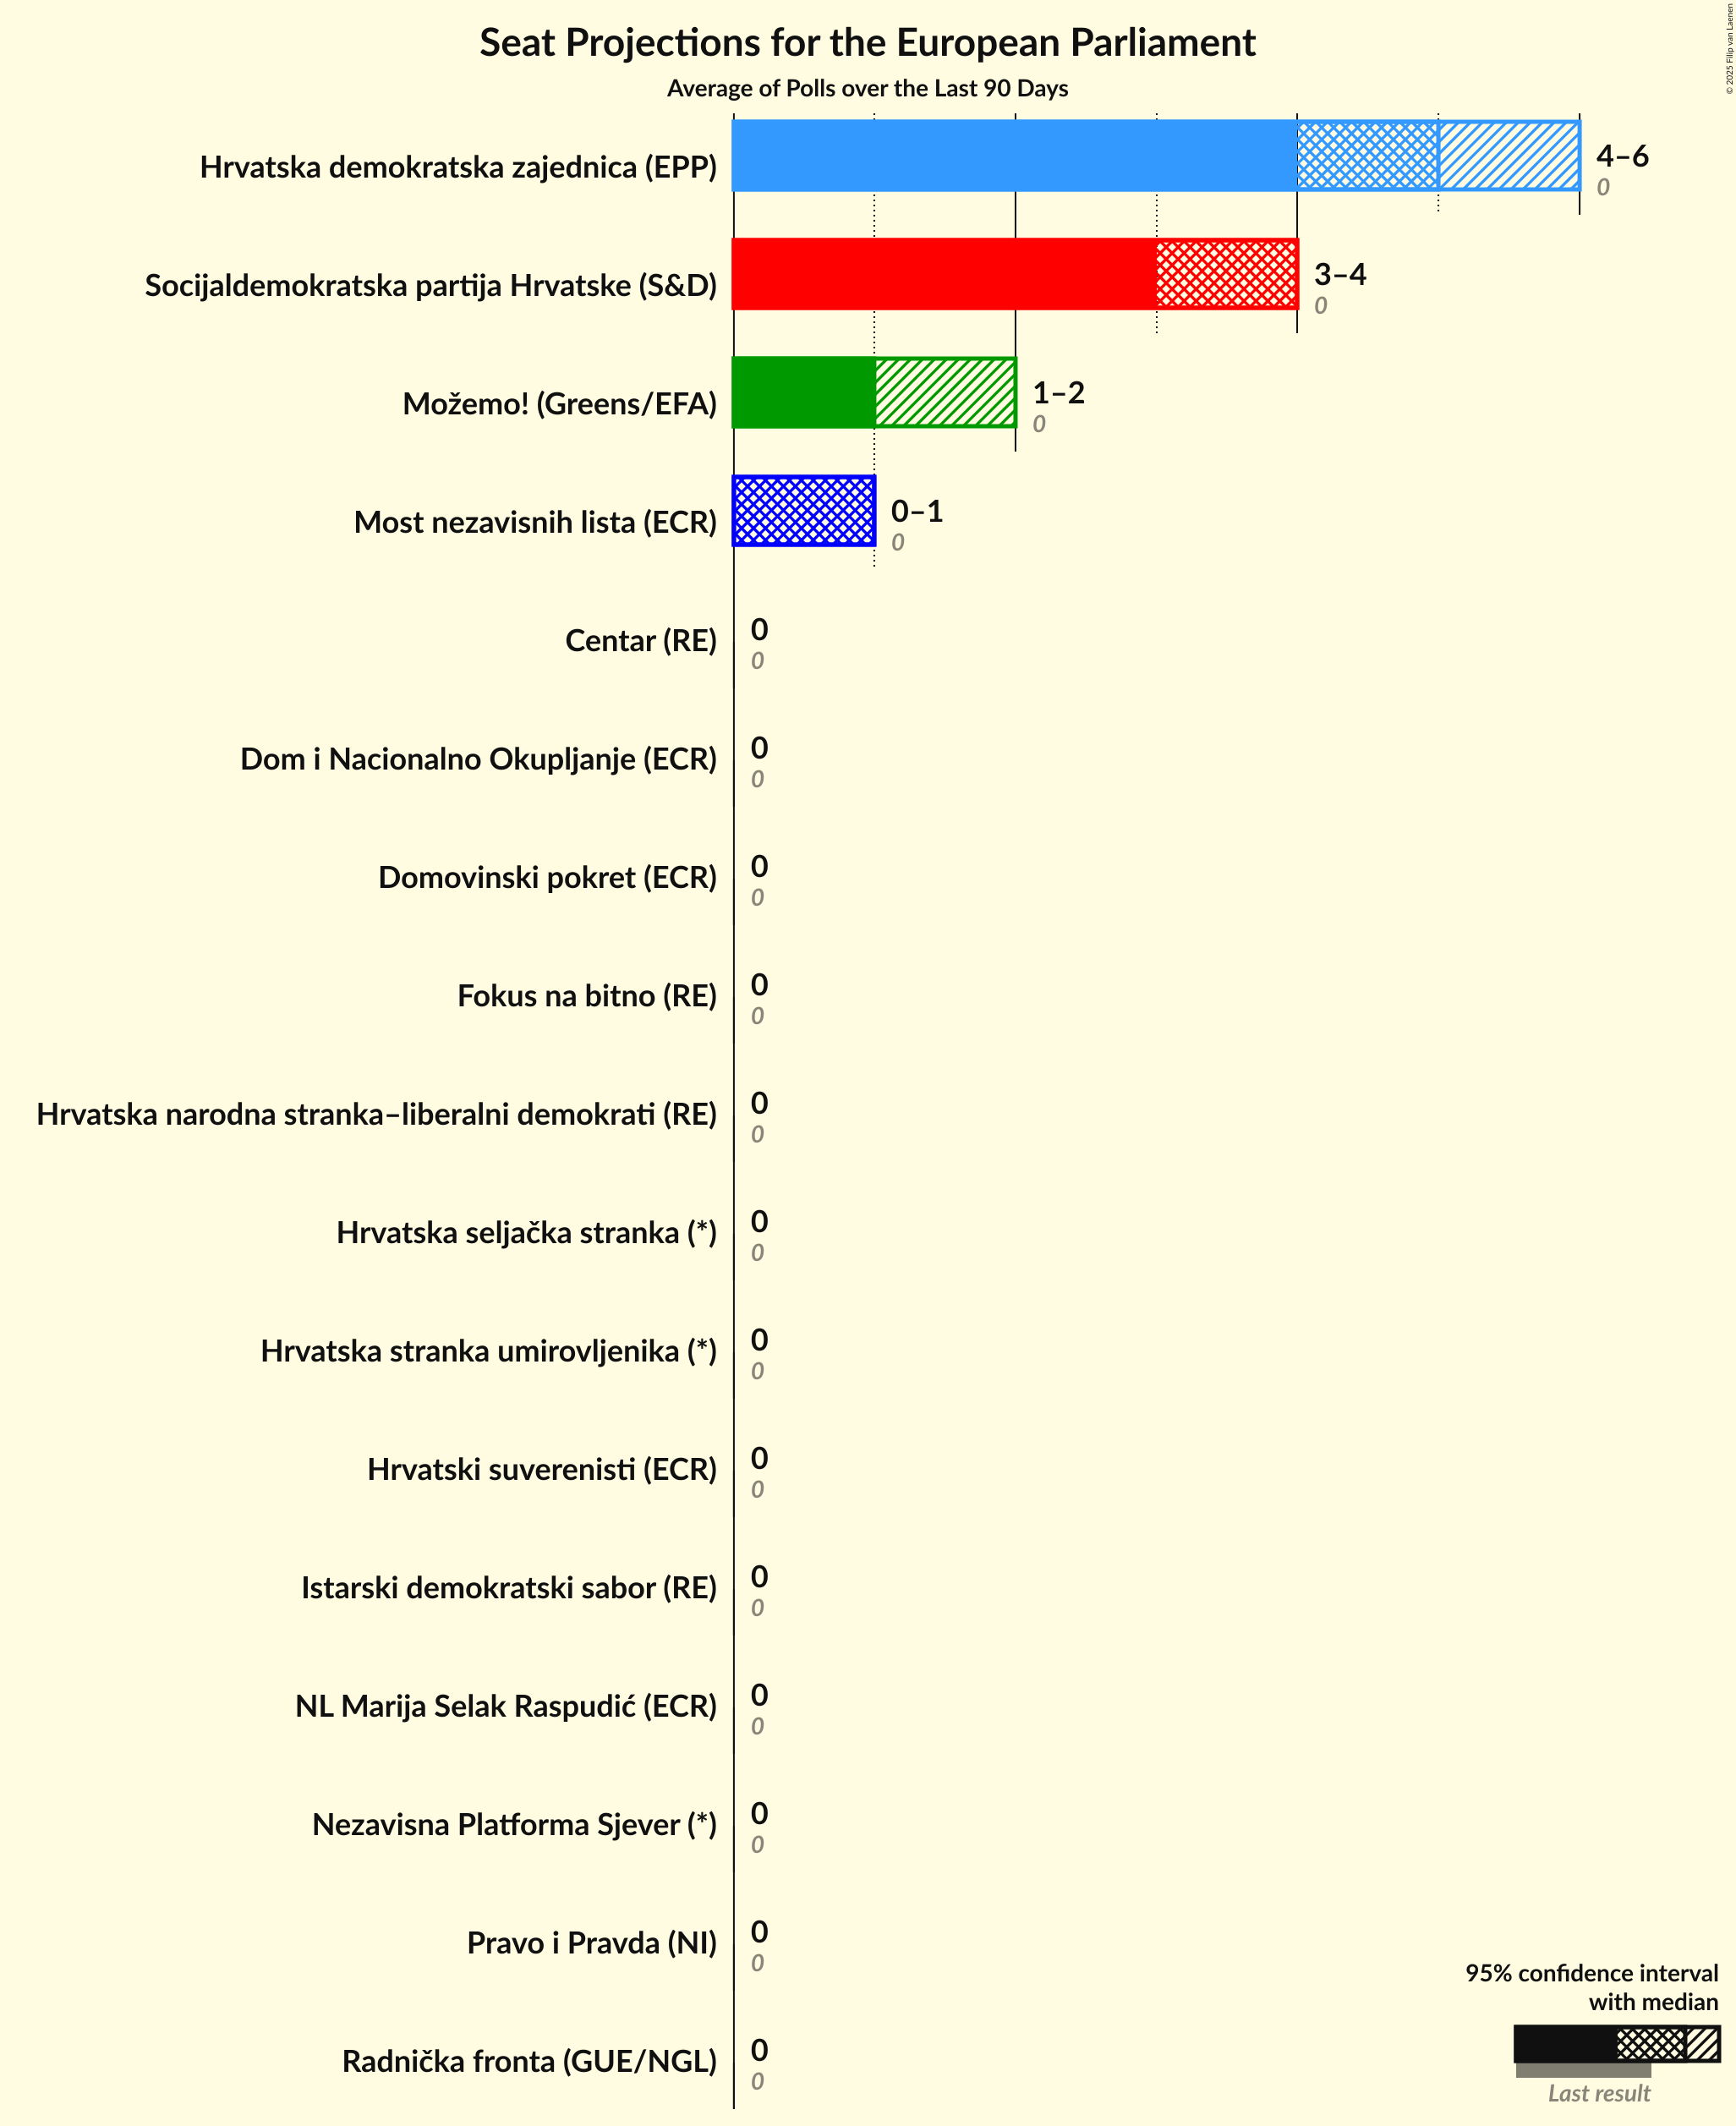 Seat Projections for the European Parliament
Average of Polls over the Last 90 Days
© 2025 Filip van Laenen
Hrvatska demokratska zajednica (EPP)
4–6
0
Socijaldemokratska partija Hrvatske (S&D)
3–4
0
Možemo! (Greens/EFA)
1–2
0
Most nezavisnih lista (ECR)
0–1
0
Centar (RE)
0
0
Dom i Nacionalno Okupljanje (ECR)
0
0
Domovinski pokret (ECR)
0
0
Fokus na bitno (RE)
0
0
Hrvatska narodna stranka–liberalni demokrati (RE)
0
0
Hrvatska seljačka stranka (*)
0
0
Hrvatska stranka umirovljenika (*)
0
0
Hrvatski suverenisti (ECR)
0
0
Istarski demokratski sabor (RE)
0
0
NL Marija Selak Raspudić (ECR)
0
0
Nezavisna Platforma Sjever (*)
0
0
Pravo i Pravda (NI)
0
0
Radnička fronta (GUE/NGL)
0
0
95% confidence interval
with median
Last result